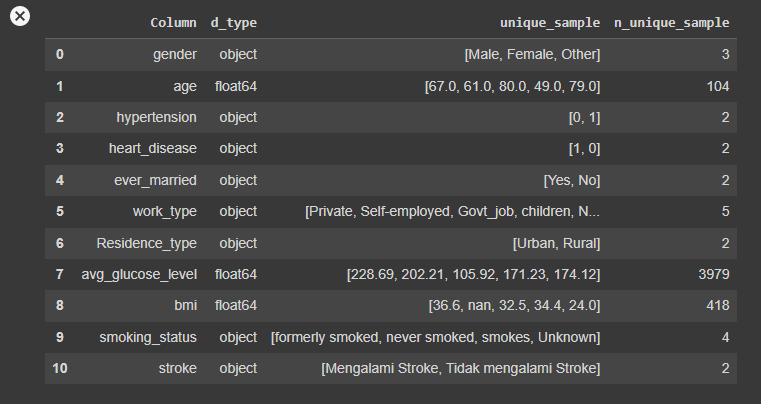 Column d_type unique_sample n_unique_sample
0 gender object [Male, Female, Other] 3
1 age float64 [67.0, 61.0, 80.0, 49.0, 79.0] 104
2 hypertension object [0, 1] 2
3 heart_disease object [1, 0] 2
4 ever_married object [Yes, No] 2
5 work_type object [Private, Self-employed, Govt_job, children, N... 5
6 Residence_type object [Urban, Rural] 2
7 avg_glucose_level float64 [228.69, 202.21, 105.92, 171.23, 174.12] 3979
8 bmi float64 [36.6, nan, 32.5, 34.4, 24.0] 418
9 smoking_status object [formerly smoked, never smoked, smokes, Unknown] 4
10 stroke object [Mengalami Stroke, Tidak mengalami Stroke] 2